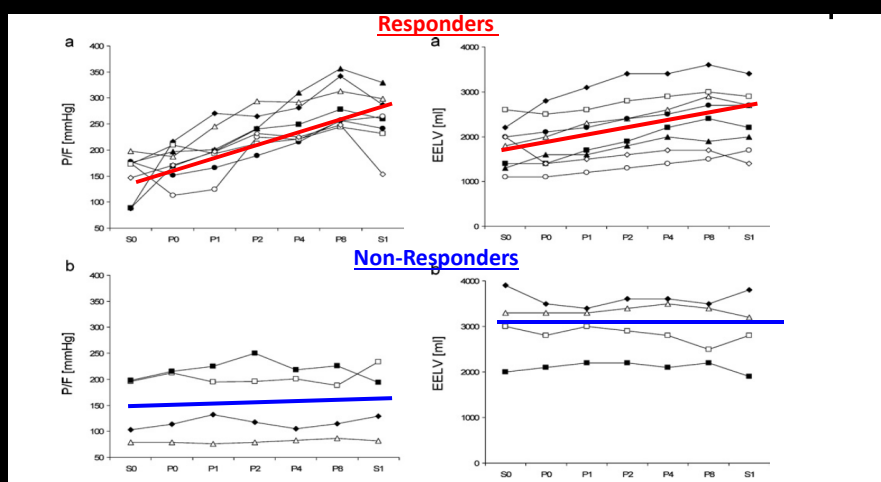 Responders
a
P/F [mmHg]
400
350
300
250
200
150
100
50
S0 P0 P1 P2 P4 P8 S1
a
EELV [ml]
4000
3000
2000
1000
0
S0 P0 P1 P2 P4 P8 S1
Non-Responders
b
P/F [mmHg]
400
350
300
250
200
150
100
50
S0 P0 P1 P2 P4 P8 S1
EELV [ml]
4000
3000
2000
1000
0
S0 P0 P1 P2 P4 P8 S1